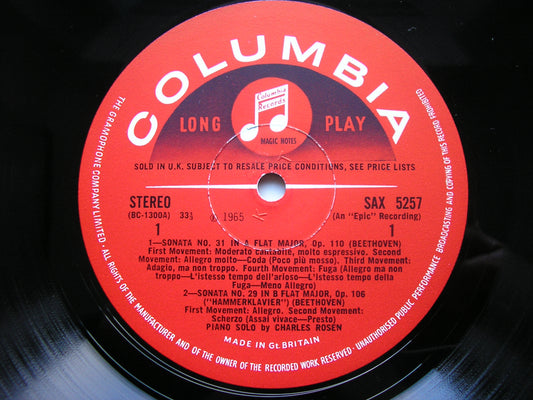 COLUMBIA
Columbia
Records
LONG PLAY
MAGIC NOTES
SOLD IN U.K. SUBJECT TO RESALE PRICE CONDITIONS, SEE PRICE LISTS
STEREO SAX 5257
(BC-1300A) 33⅓ ℗ 1965 (An "Epic" Recording)
1 1
1—SONATA NO. 31 IN A FLAT MAJOR, Op. 110 (BEETHOVEN)
First Movement: Moderato cantabile, molto espressivo. Second
Movement: Allegro molto—Coda (Poco più mosso). Third Movement:
Adagio, ma non troppo. Fourth Movement: Fuga (Allegro ma non
troppo—L'istesso tempo dell'arioso—L'istesso tempo della
Fuga—Meno Allegro)
2—SONATA NO. 29 IN B FLAT MAJOR, Op. 106
("HAMMERKLAVIER") (BEETHOVEN)
First Movement: Allegro. Second Movement:
Scherzo (Assai vivace—Presto)
PIANO SOLO by CHARLES ROSEN
MADE IN Gt. BRITAIN
THE GRAMOPHONE COMPANY LIMITED. ALL RIGHTS OF THE MANUFACTURER AND OF THE OWNER OF THE RECORDED WORK RESERVED. UNAUTHORISED PUBLIC PERFORMANCE BROADCASTING AND COPYING OF THIS RECORD PROHIBITED